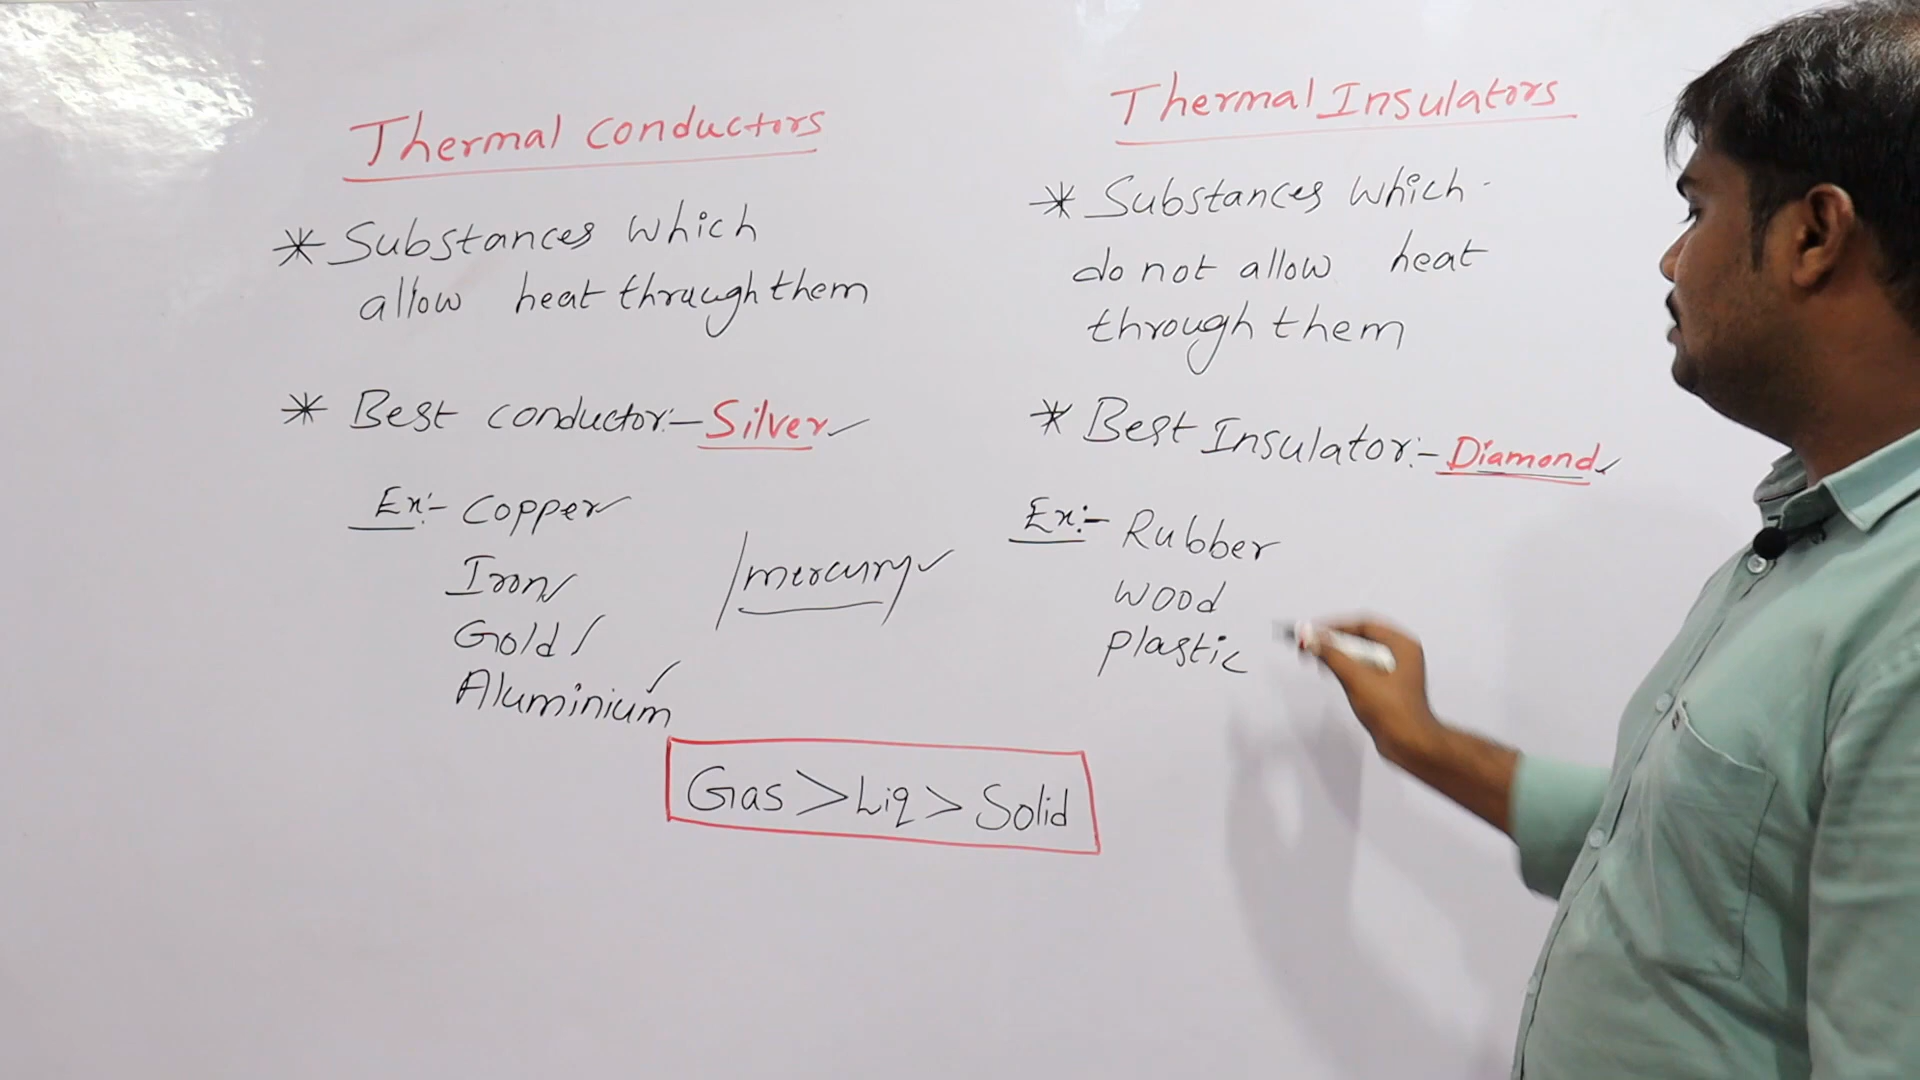 Thermal Conductors
* Substances which
allow heat through them
* Best Conductor:- Silver
Ex:- Copper
Iron
Gold
Aluminium
/mercury
Thermal Insulators
* Substances which
do not allow heat
through them
* Best Insulator:- Diamond
Ex:- Rubber
Wood
Plastic
Gas > Liq > Solid